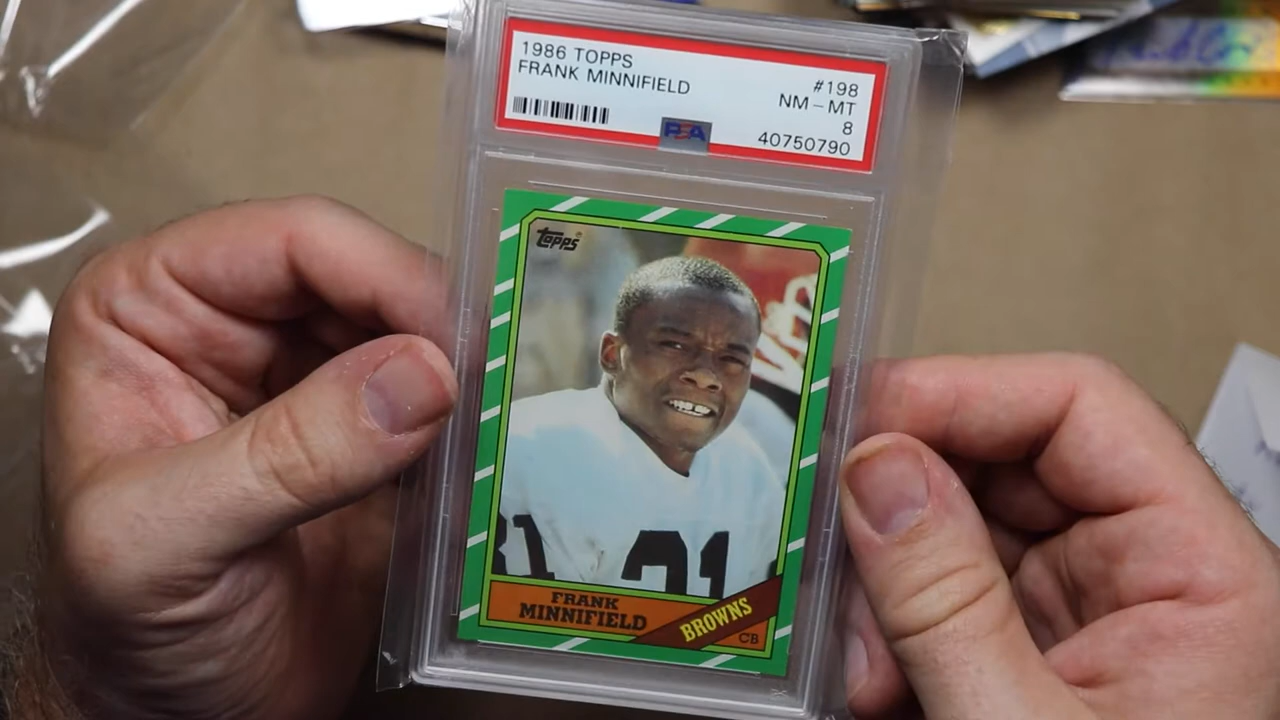 1986 TOPPS
FRANK MINNIFIELD
#198
NM-MT
8
40750790
PSA
Topps
31
FRANK
MINNIFIELD
BROWNS
CB